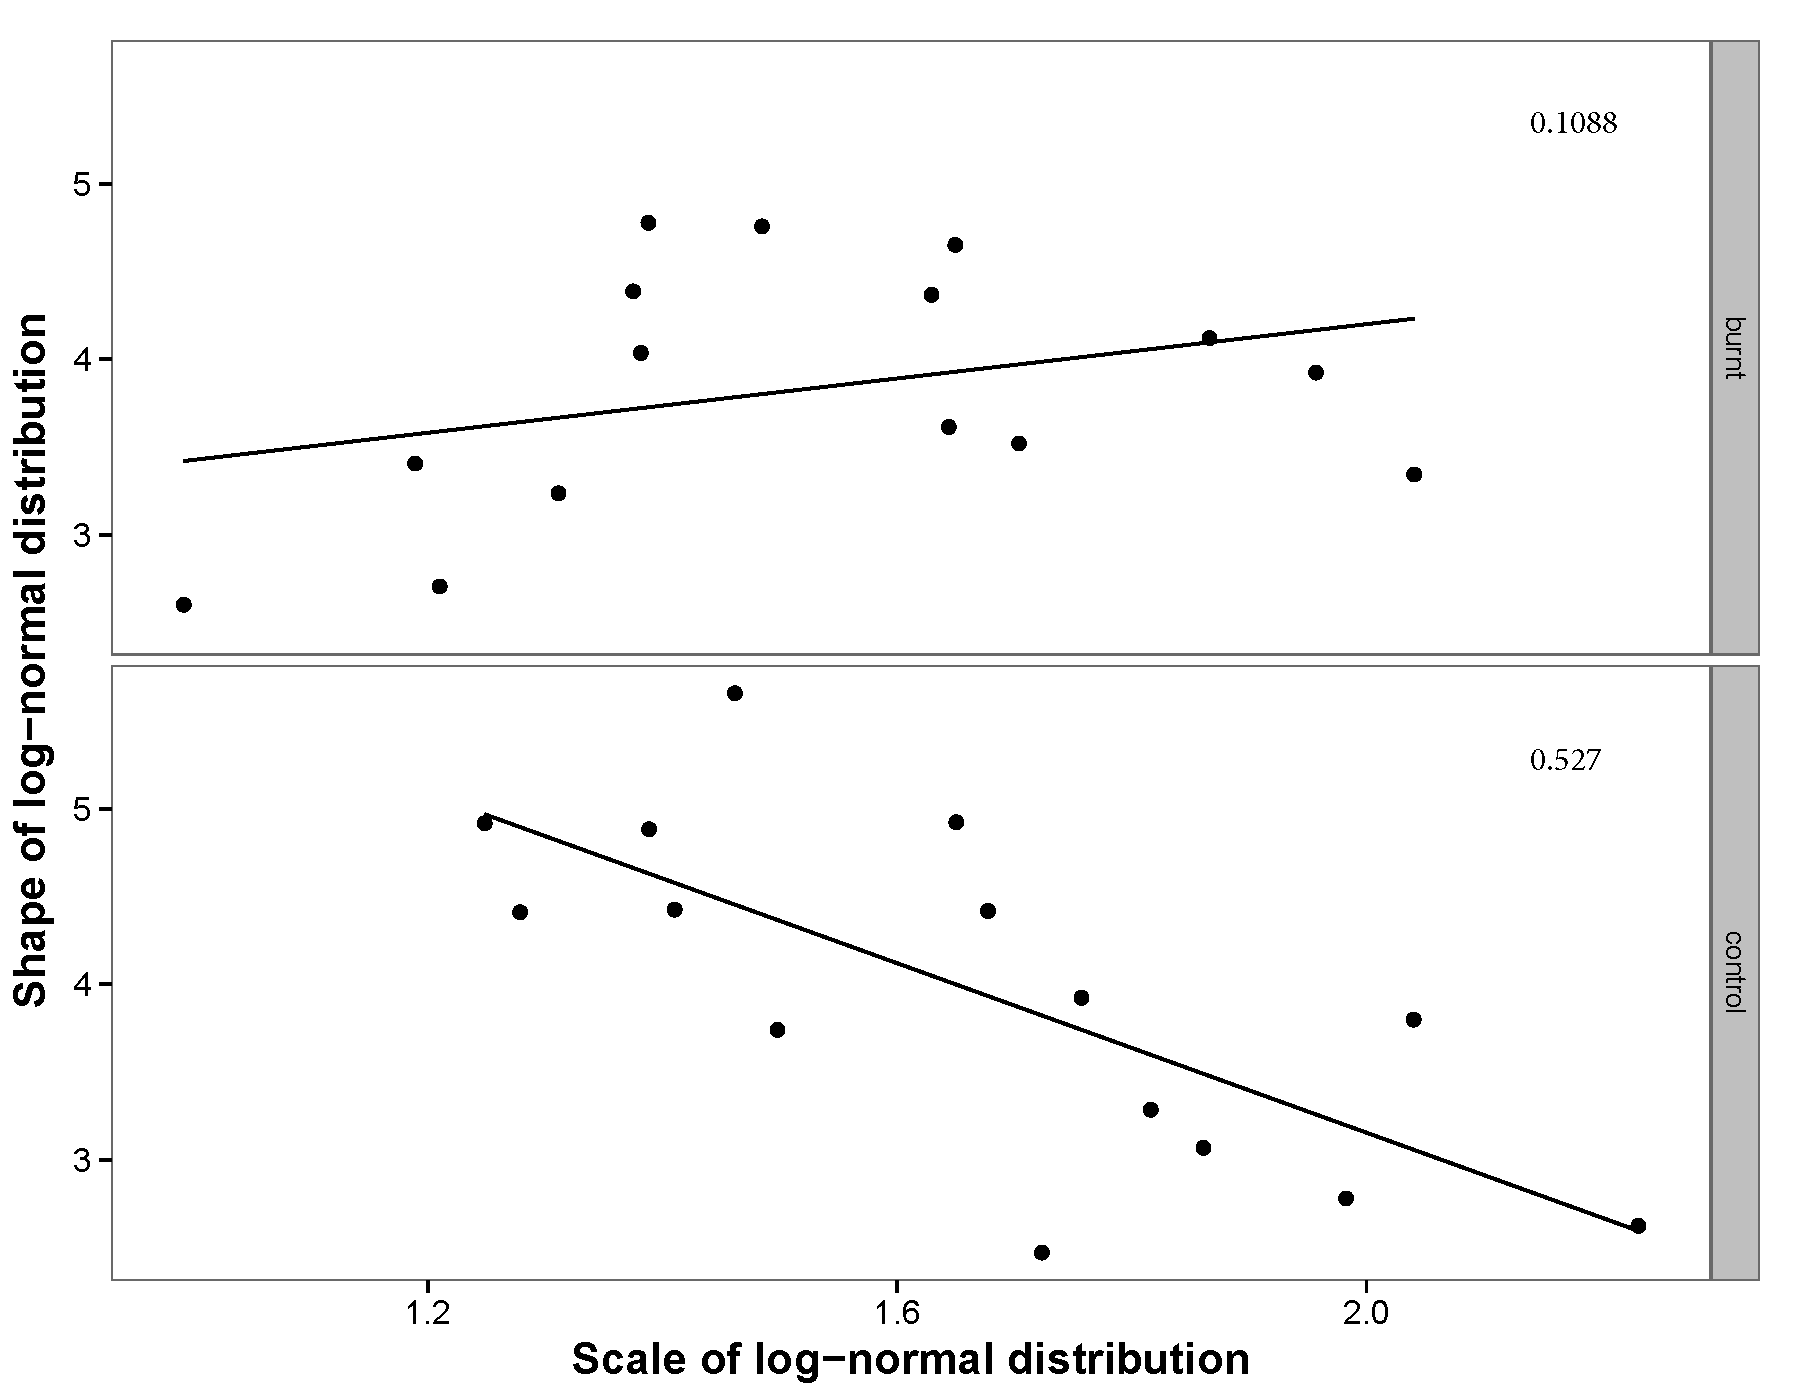 Shape of log−normal distribution
5
4
3
0.1088
burnt
5
4
3
0.527
control
1.2
1.6
2.0
Scale of log−normal distribution